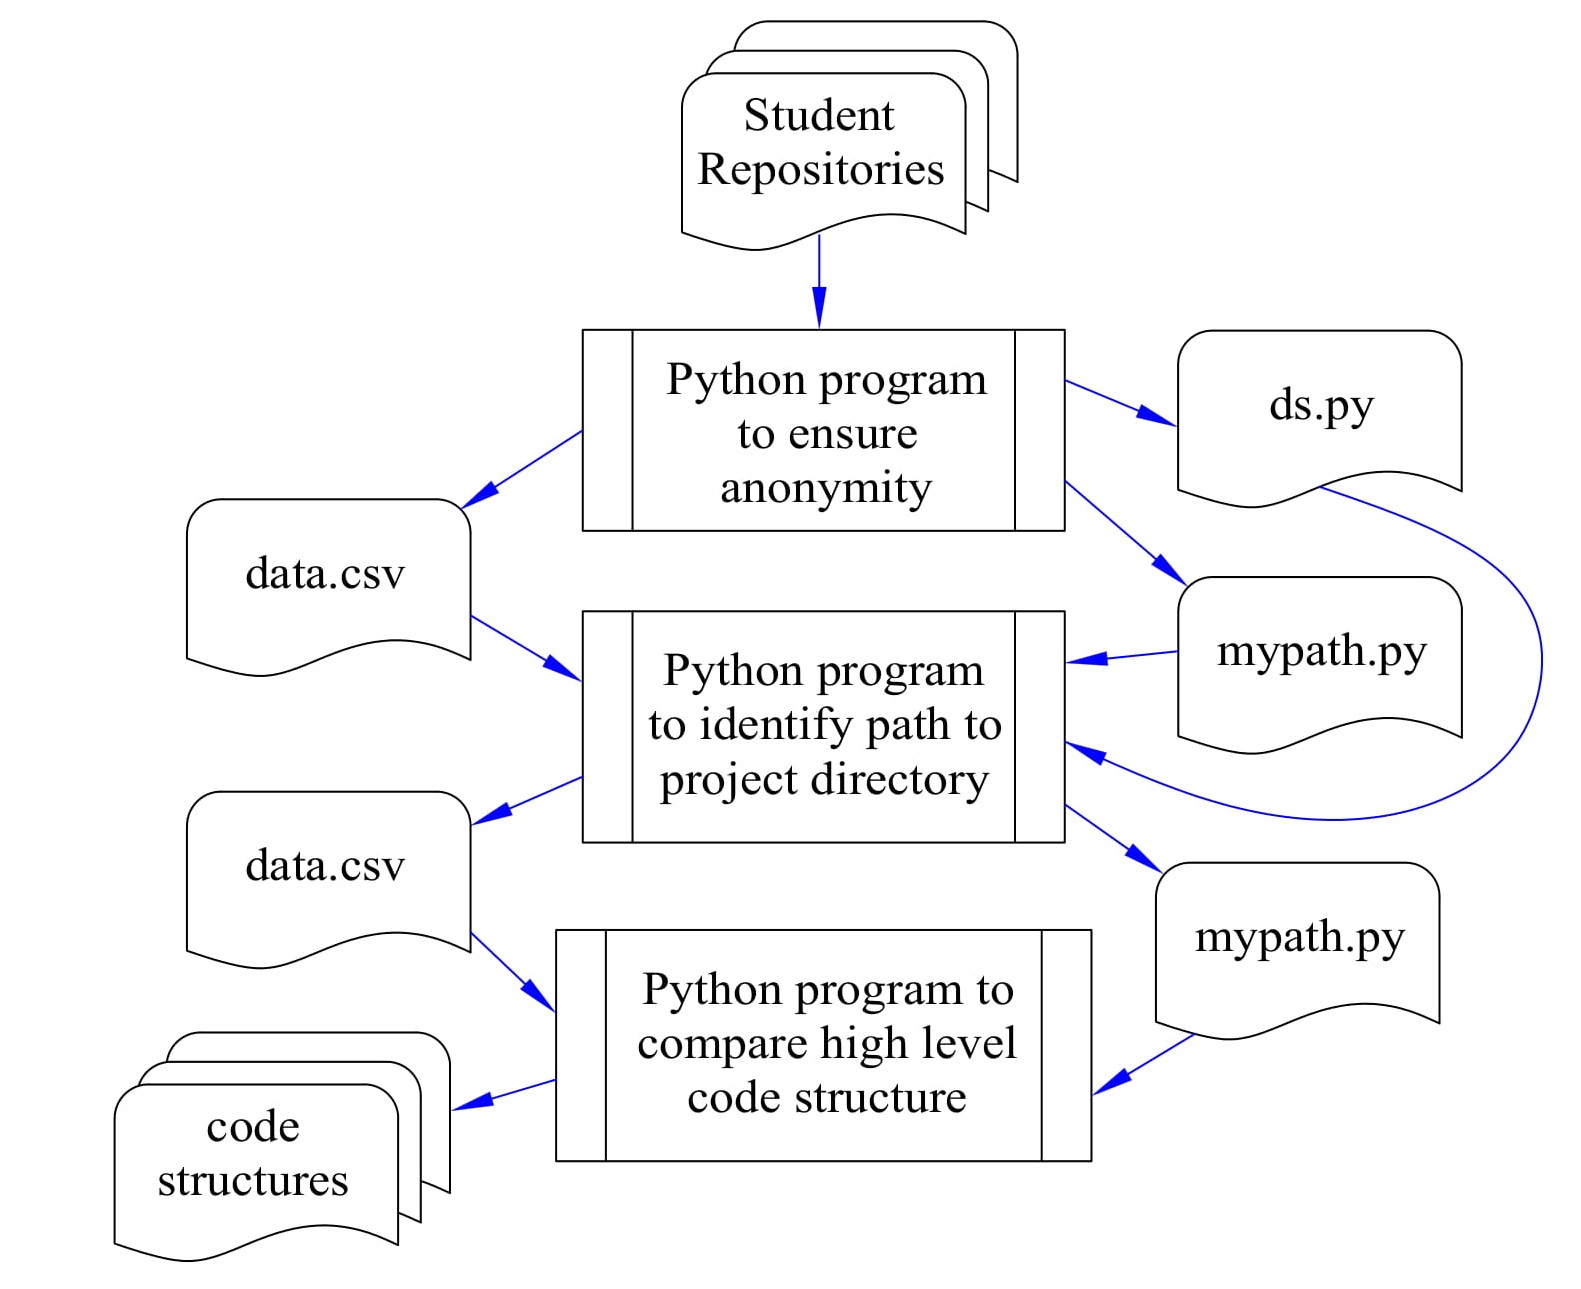 Student
Repositories
Python program
to ensure
anonymity
ds.py
data.csv
mypath.py
Python program
to identify path to
project directory
data.csv
mypath.py
Python program to
compare high level
code structure
code
structures